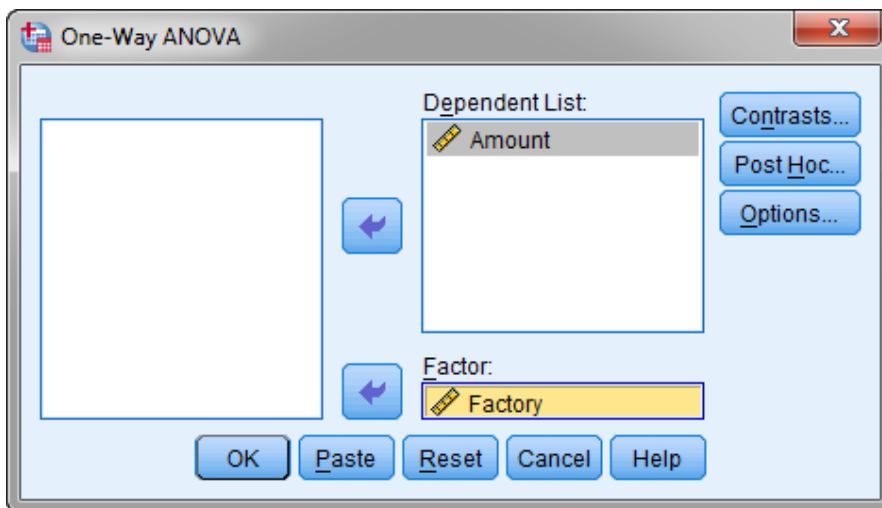 One-Way ANOVA
Dependent List:
Amount
Contrasts...
Post Hoc...
Options...
Factor:
Factory
OK Paste Reset Cancel Help